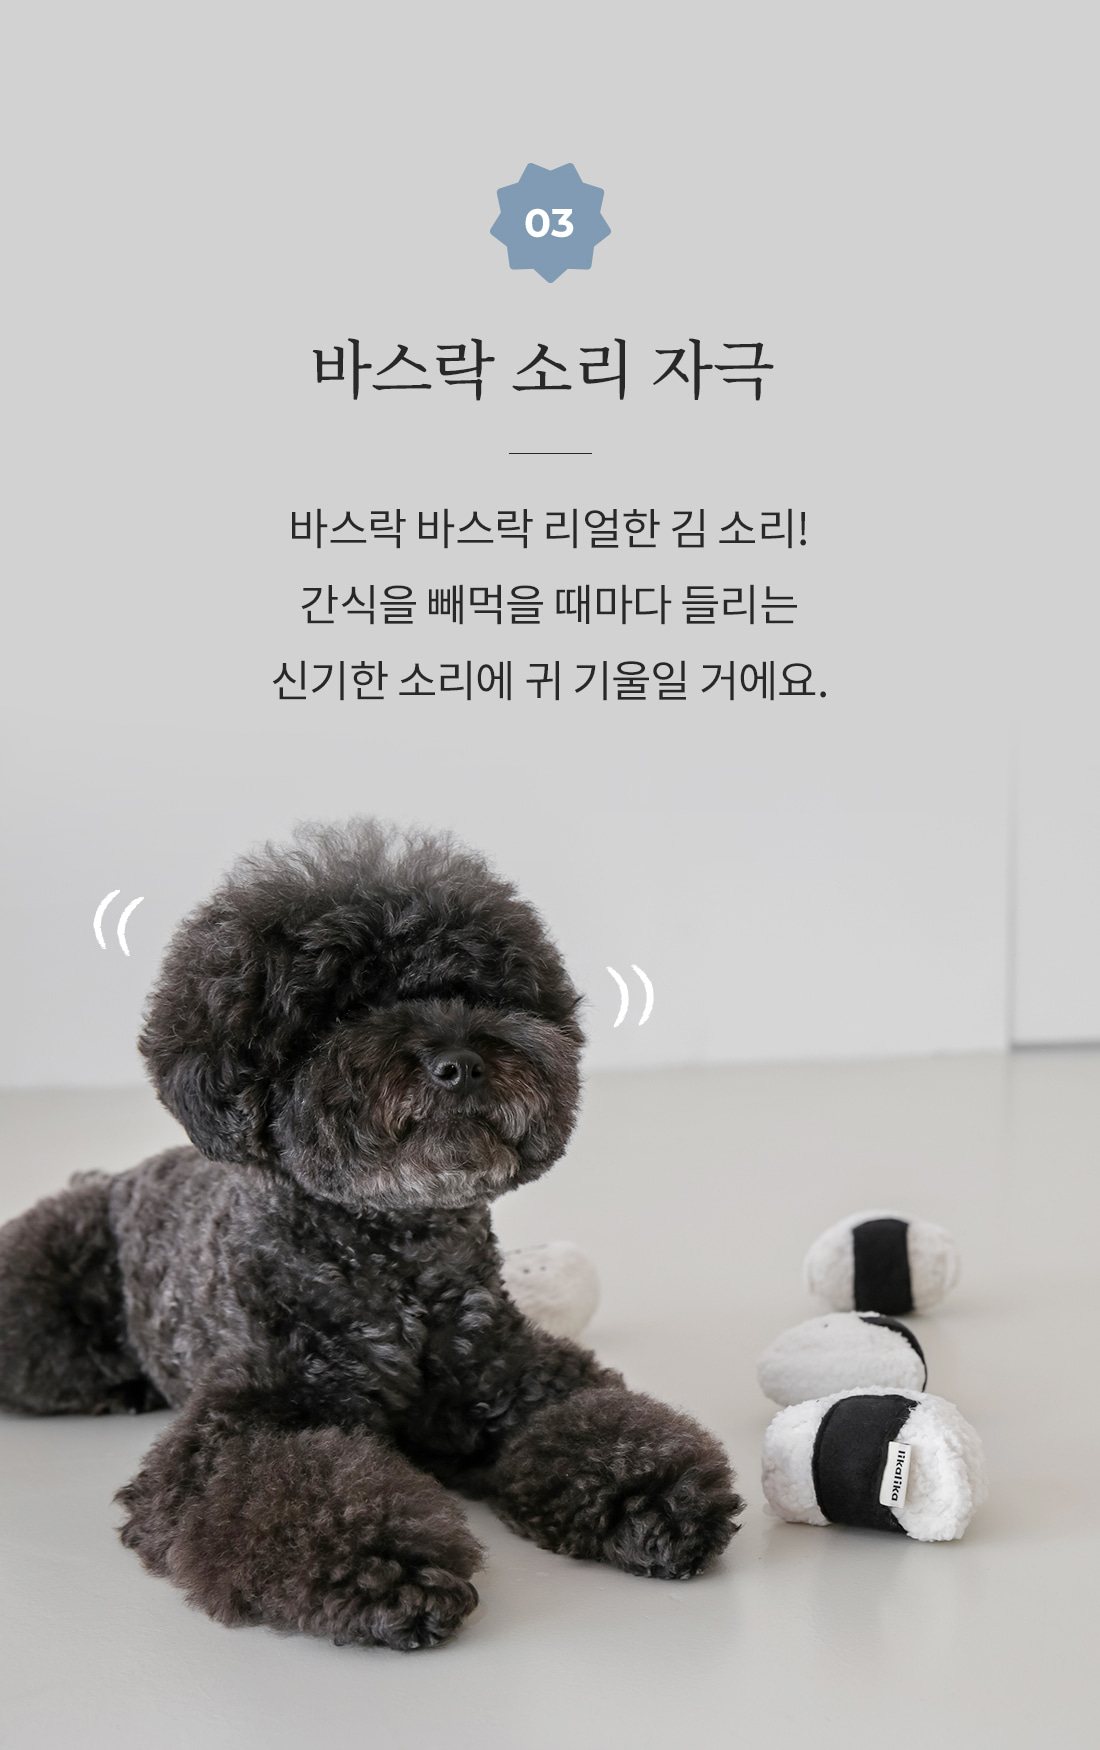 03
바스락 소리 자극
바스락 바스락 리얼한 김 소리!
간식을 빼먹을 때마다 들리는
신기한 소리에 귀 기울일 거에요.
likalika